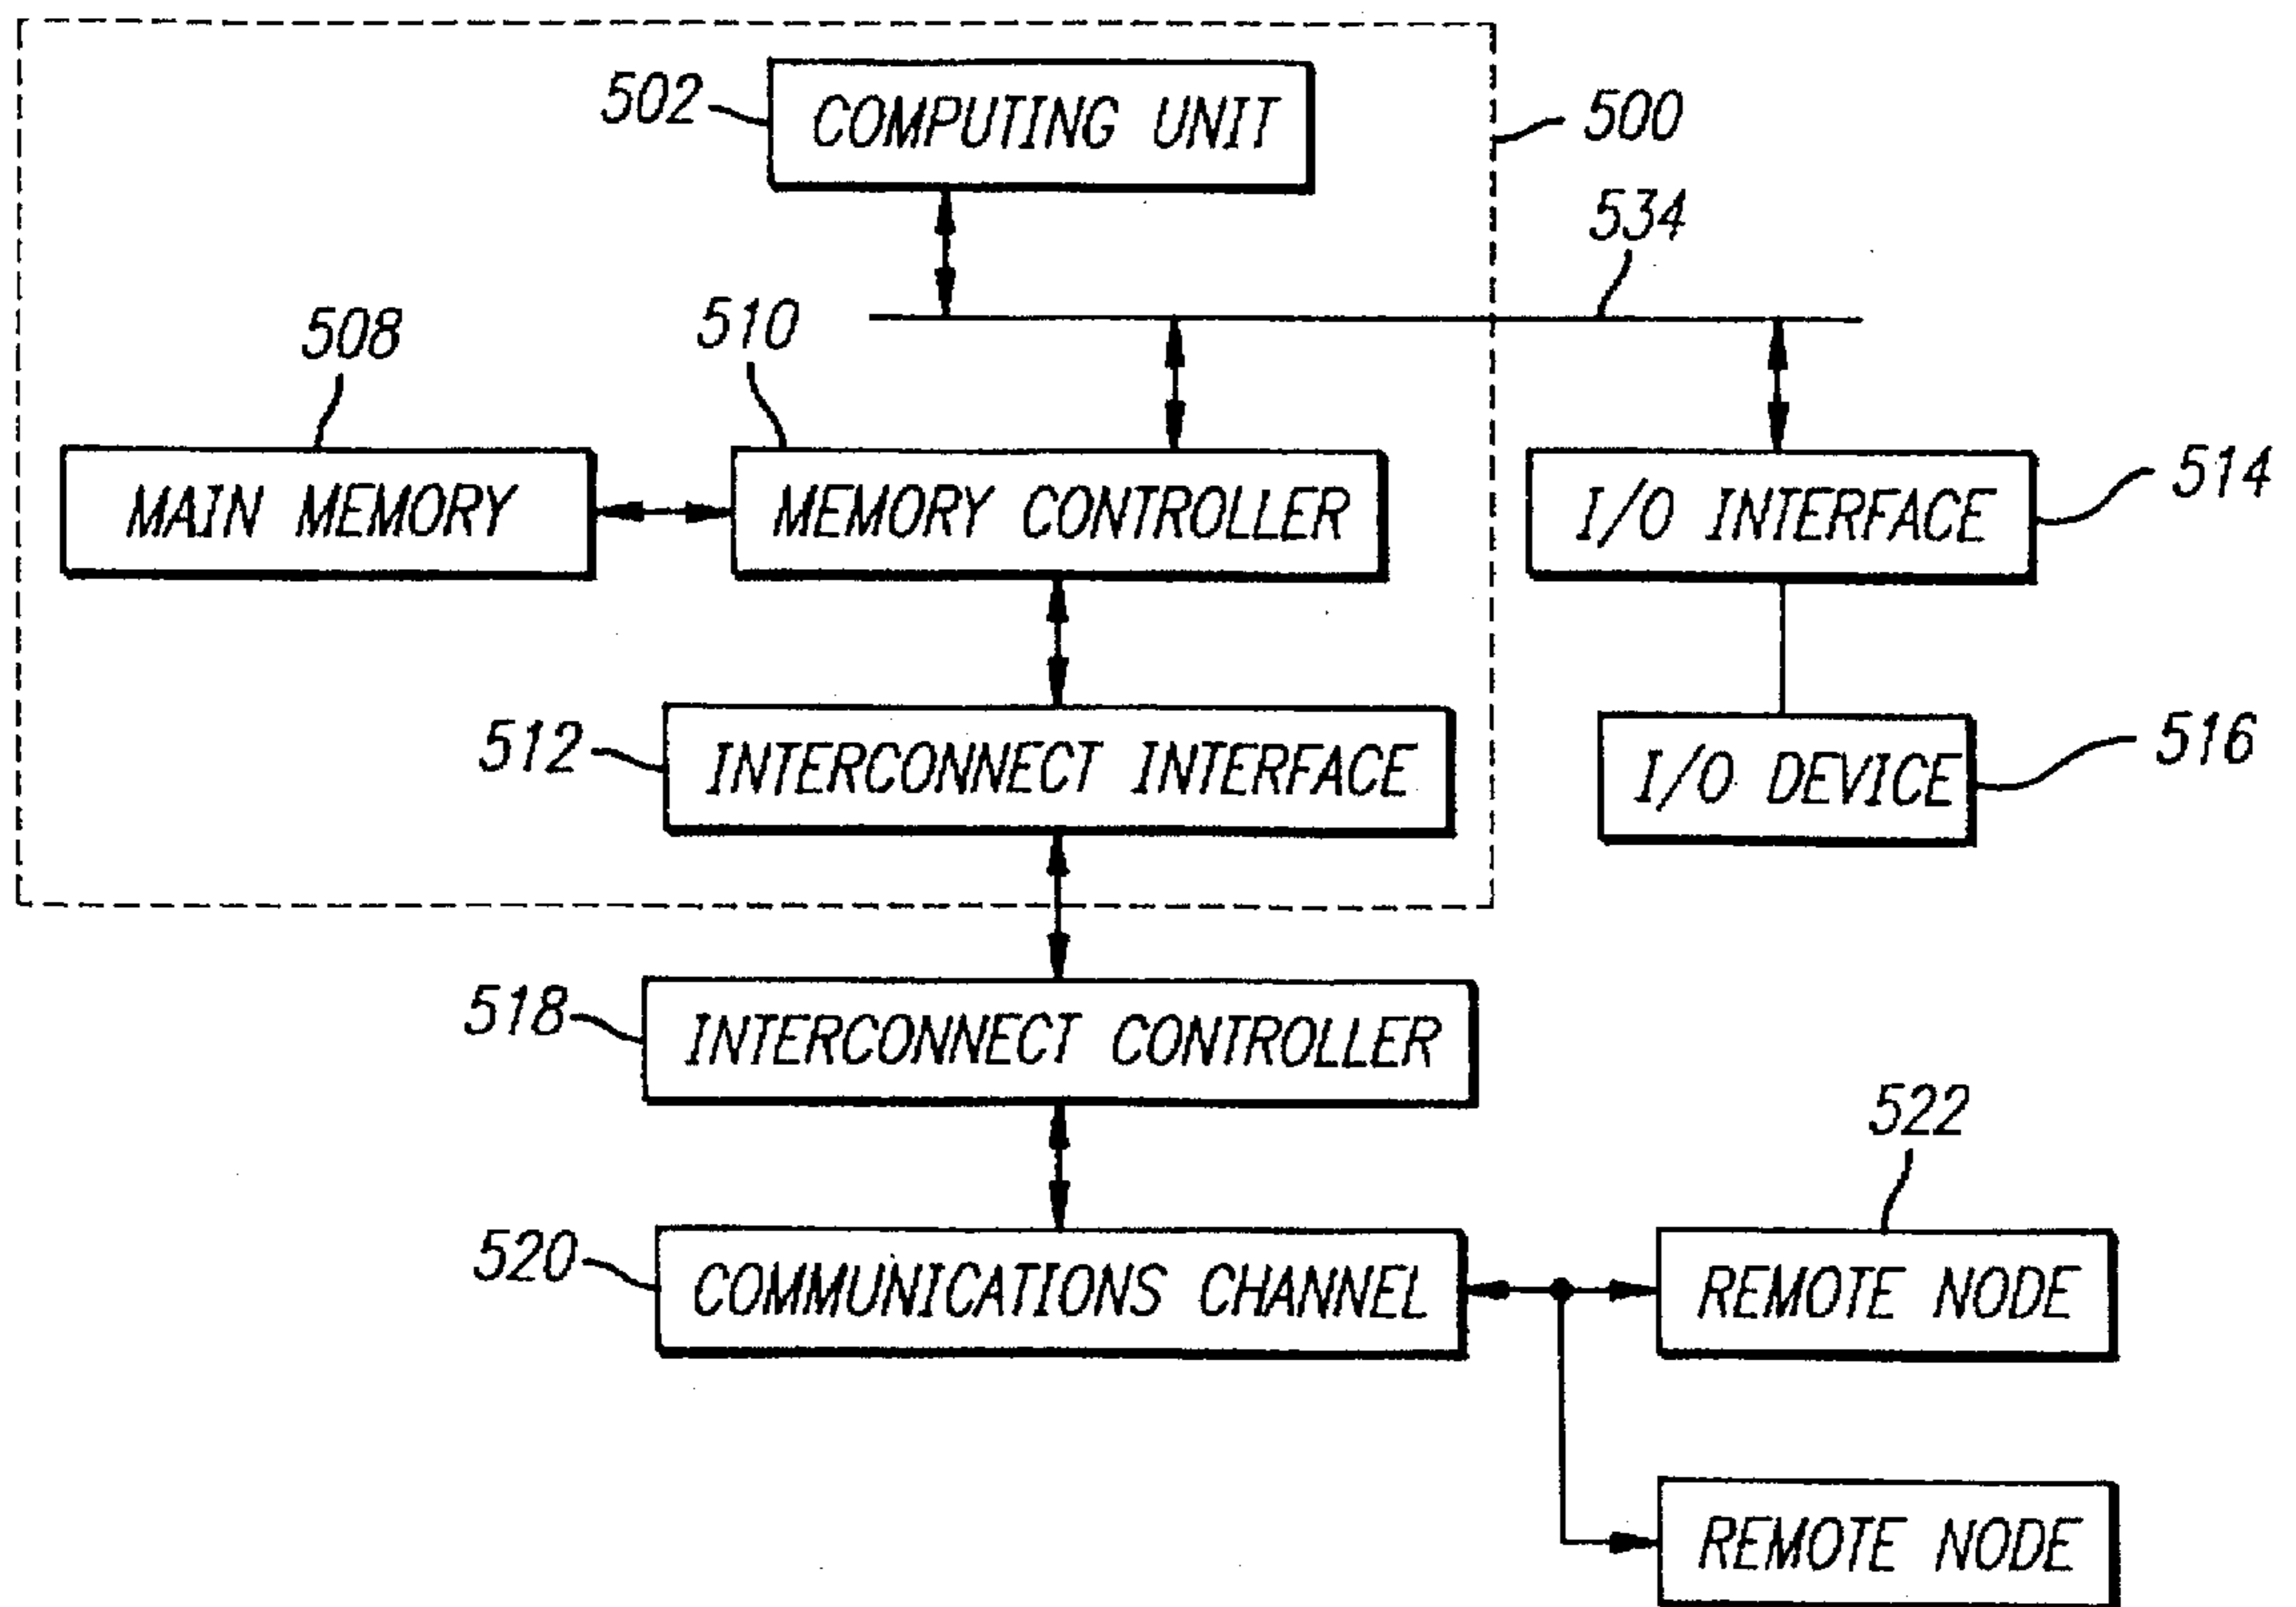 502
COMPUTING UNIT
500
534
508
510
MAIN MEMORY
MEMORY CONTROLLER
I/O INTERFACE
514
512
INTERCONNECT INTERFACE
I/O DEVICE
516
518
INTERCONNECT CONTROLLER
522
520
COMMUNICATIONS CHANNEL
REMOTE NODE
REMOTE NODE